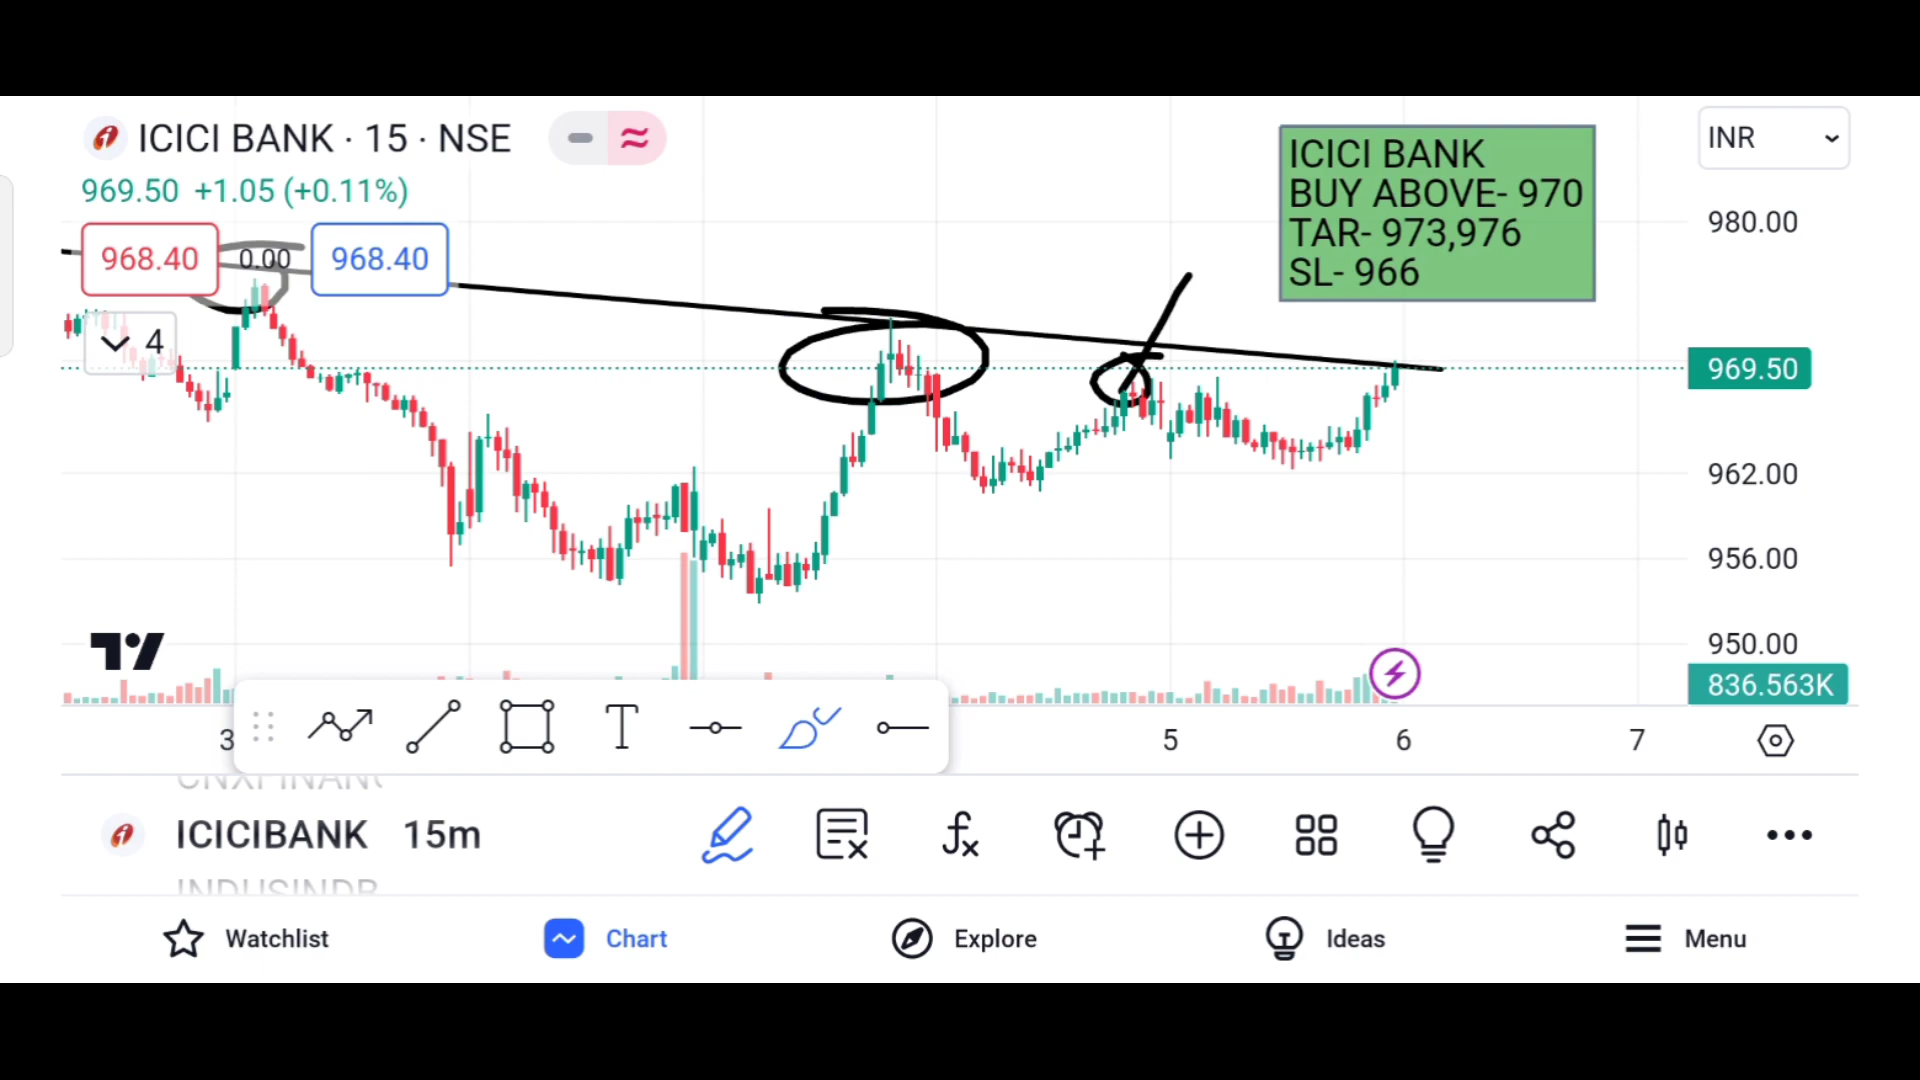 ICICI BANK · 15 · NSE
969.50 +1.05 (+0.11%)
968.40 0.00 968.40
4
ICICI BANK
BUY ABOVE- 970
TAR- 973,976
SL- 966
INR
980.00
969.50
962.00
956.00
950.00
836.563K
3 5 6 7
ICICIBANK 15m
Watchlist Chart Explore Ideas Menu